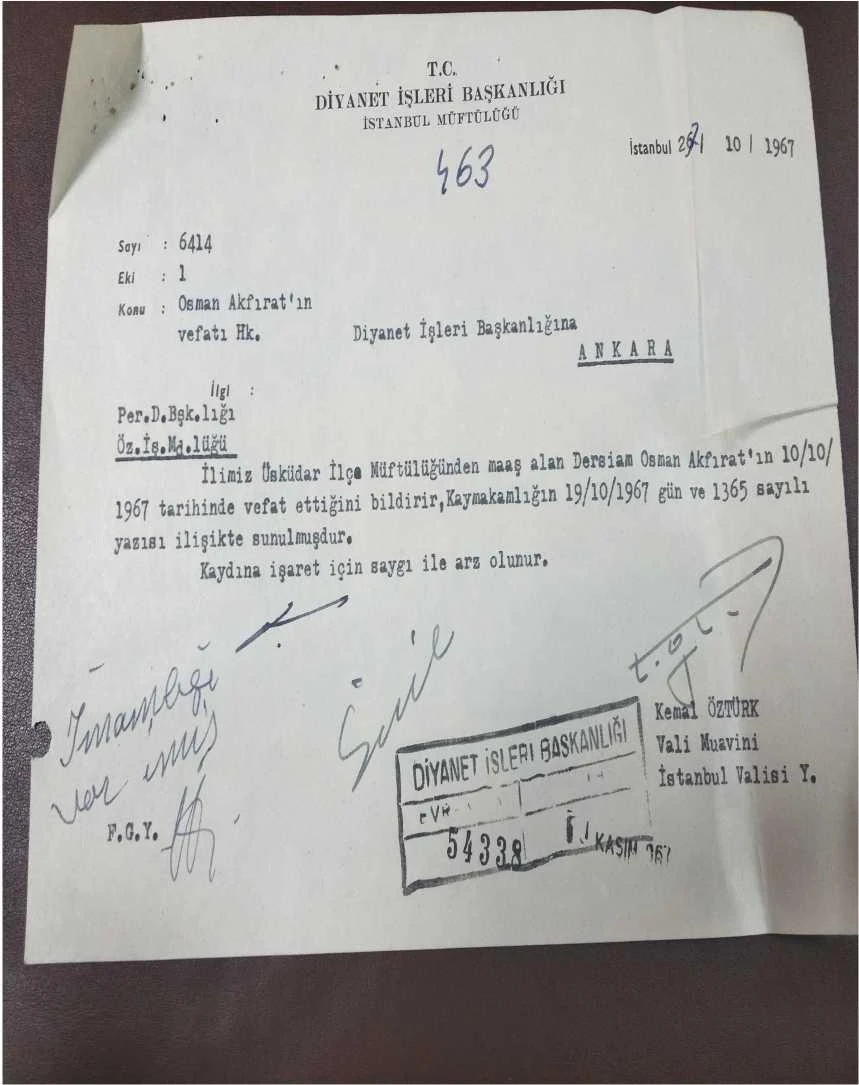 T.C.
DİYANET İŞLERİ BAŞKANLIĞI
İSTANBUL MÜFTÜLÜĞÜ
463
İstanbul 2 / 10 / 1967
Sayı : 6414
Eki : 1
Konu : Osman Akfırat'ın
vefatı Hk.
Diyanet İşleri Başkanlığına
ANKARA
İlgi :
Per.D.Bşk.lığı
Öz.İş.Md.lüğü
İlimiz Üsküdar İlçe Müftülüğünden maaş alan Dersiam Osman Akfırat'ın 10/10/
1967 tarihinde vefat ettiğini bildirir,Kaymakamlığın 19/10/1967 gün ve 1365 sayılı
yazısı ilişikte sunulmuşdur.
Kaydına işaret için saygı ile arz olunur.
İmamlığı
var imiş
Sicil
Kemal ÖZTÜRK
Vali Muavini
İstanbul Valisi Y.
F.G.Y.
DİYANET İŞLERİ BAŞKANLIĞI
EVR
54338
KASIM 967